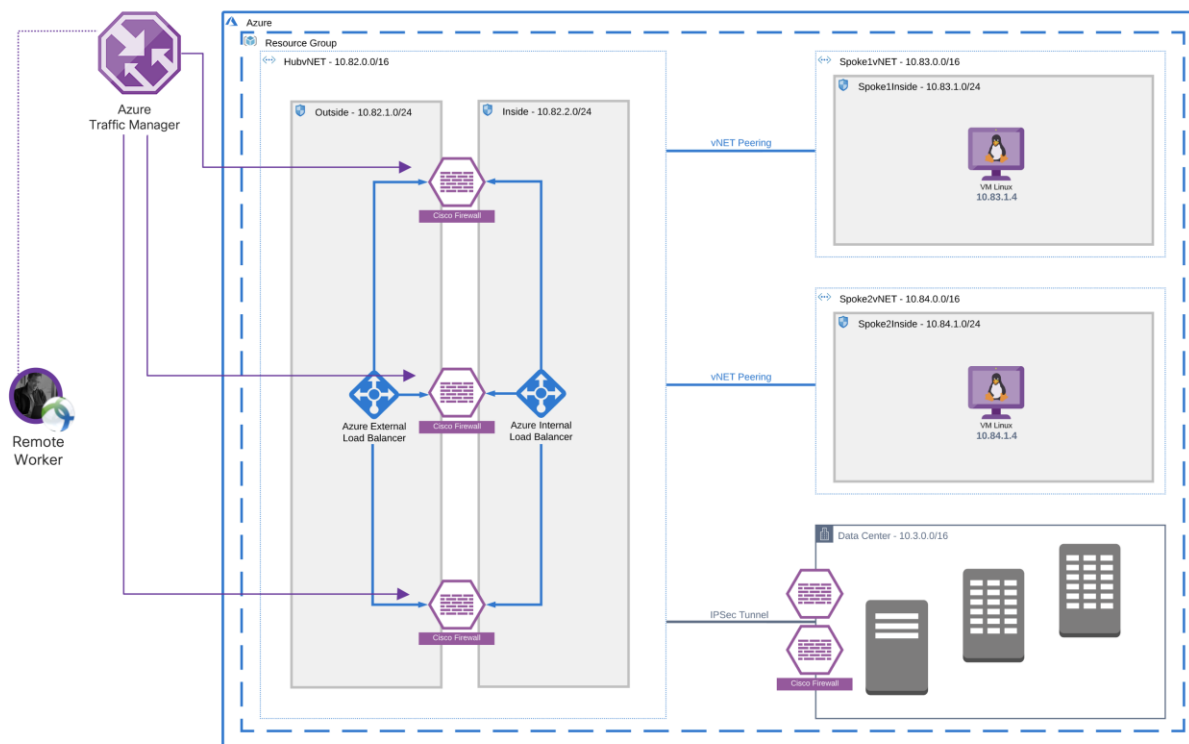 Azure
Resource Group
HubvNET - 10.82.0.0/16
Spoke1vNET - 10.83.0.0/16
Spoke1Inside - 10.83.1.0/24
Azure
Traffic Manager
Outside - 10.82.1.0/24
Inside - 10.82.2.0/24
vNET Peering
VM Linux
10.83.1.4
Cisco Firewall
Spoke2vNET - 10.84.0.0/16
Spoke2Inside - 10.84.1.0/24
vNET Peering
Cisco Firewall
Azure External
Load Balancer
Azure Internal
Load Balancer
VM Linux
10.84.1.4
Remote
Worker
Data Center - 10.3.0.0/16
IPSec Tunnel
Cisco Firewall
Cisco Firewall